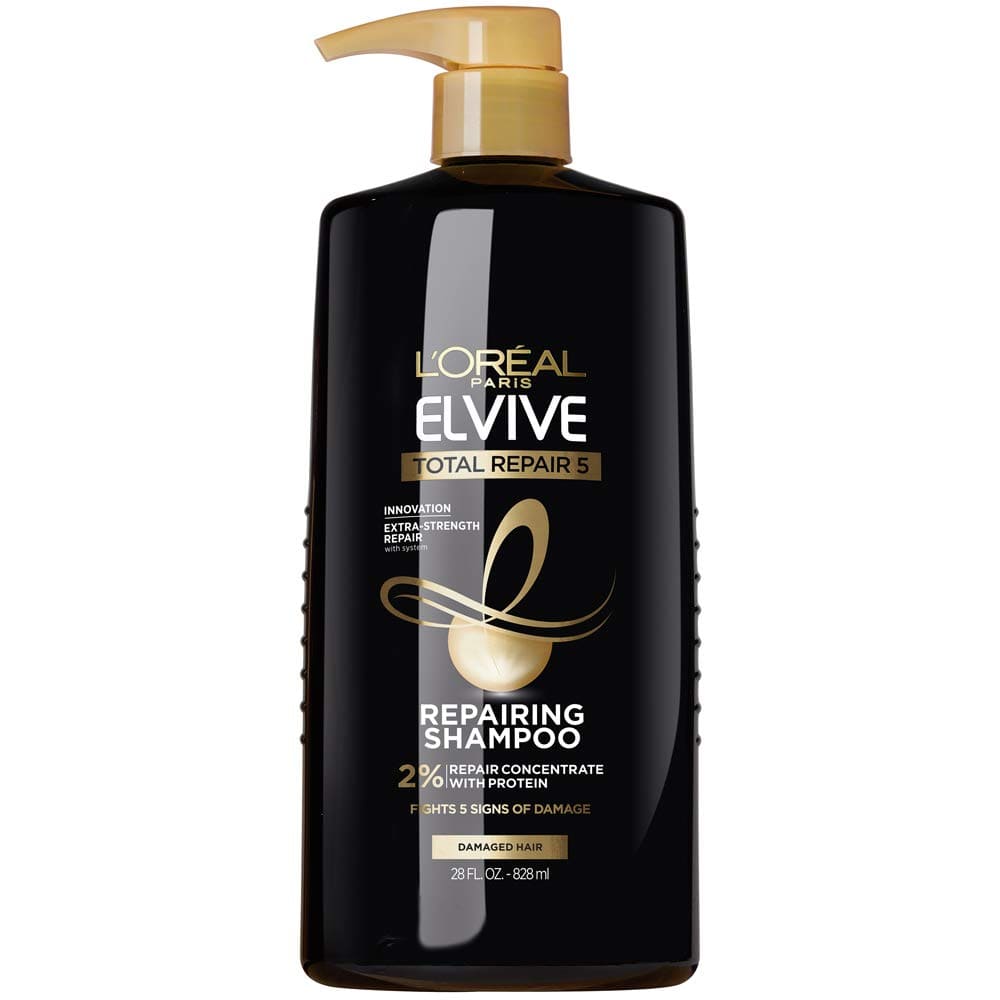 L'ORÉAL
PARIS
ELVIVE
TOTAL REPAIR 5
INNOVATION
EXTRA-STRENGTH
REPAIR
with system
REPAIRING
SHAMPOO
2% REPAIR CONCENTRATE
WITH PROTEIN
FIGHTS 5 SIGNS OF DAMAGE
DAMAGED HAIR
28 FL. OZ. - 828 ml